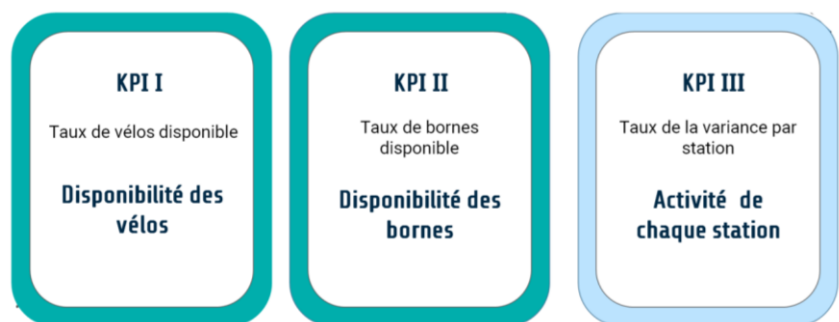 KPI I
Taux de vélos disponible
Disponibilité des
vélos
KPI II
Taux de bornes
disponible
Disponibilité des
bornes
KPI III
Taux de la variance par
station
Activité de
chaque station